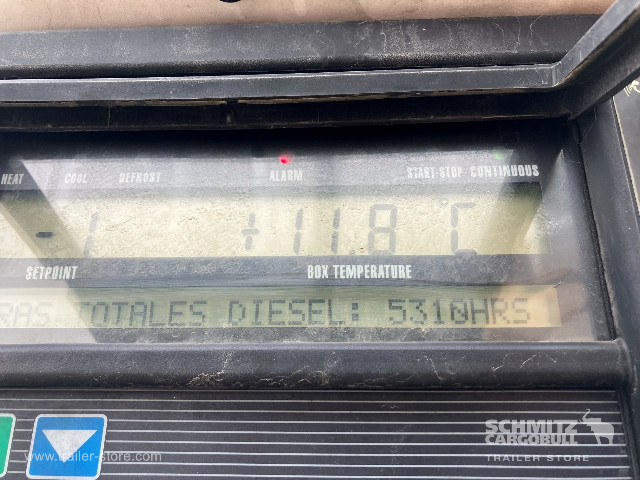 HEAT COOL DEFROST ALARM START-STOP CONTINUOUS
-1 +11.8 °C
SETPOINT BOX TEMPERATURE
RAS TOTALES DIESEL: 5310HRS
SCHMITZ
CARGOBULL
TRAILER STORE
www.trailer-store.com